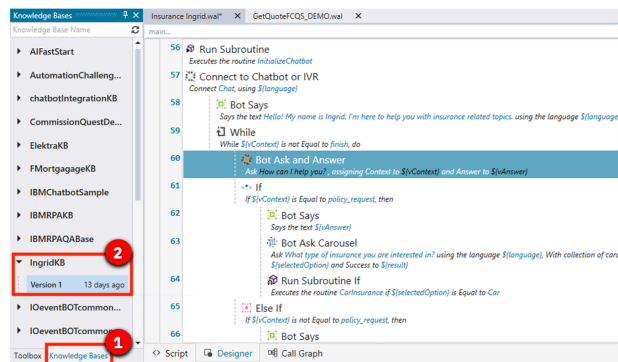 Knowledge Bases
Knowledge Base Name
AIFastStart
AutomationChalleng...
chatbotIntegrationKB
CommissionQuestDe...
ElektraKB
FMortgagageKB
IBMChatbotSample
IBMRPAKB
IBMRPAQABase
2
IngridKB
Version 1 13 days ago
IOeventBOTcommon...
IOeventBOTcommon...
1
Toolbox Knowledge Bases
Insurance Ingrid.wal* X GetQuoteFCQS_DEMO.wal X
main...
56 Run Subroutine
Executes the routine InitializeChatbot
57 Connect to Chatbot or IVR
Connect Chat, using ${language}
58 Bot Says
Says the text Hello! My name is Ingrid. I'm here to help you with insurance related topics. using the language ${language
59 While
While ${vContext} is not Equal to finish, do
60 Bot Ask and Answer
Ask How can I help you? , assigning Context to ${vContext} and Answer to ${vAnswer}
61 If
If ${vContext} is Equal to policy_request, then
62 Bot Says
Says the text ${vAnswer}
63 Bot Ask Carousel
Ask What type of insurance you are interested in? using the language ${language}, With collection of card
${selectedOption} and Success to ${result}
64 Run Subroutine If
Executes the routine CarInsurance if ${selectedOption} is Equal to Car
65 Else If
If ${vContext} is not Equal to policy_request, then
66 Bot Says
Script Designer Call Graph